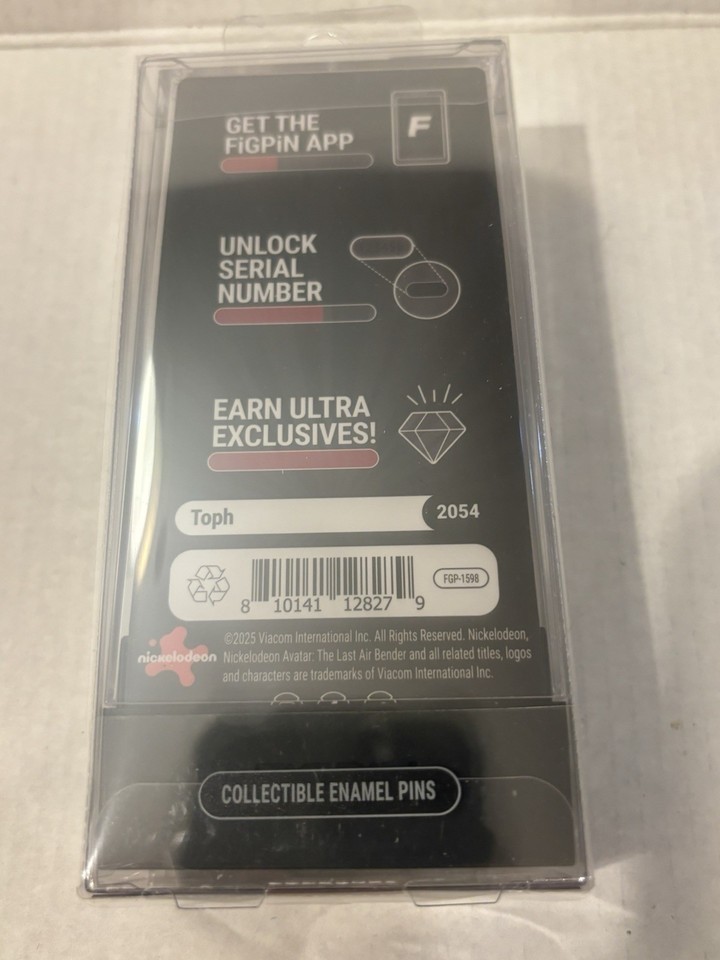 GET THE
FiGPiN APP
F
UNLOCK
SERIAL
NUMBER
EARN ULTRA
EXCLUSIVES!
Toph
2054
8 10141 12827 9
FGP-1598
nickelodeon
©2025 Viacom International Inc. All Rights Reserved. Nickelodeon,
Nickelodeon Avatar: The Last Air Bender and all related titles, logos
and characters are trademarks of Viacom International Inc.
COLLECTIBLE ENAMEL PINS